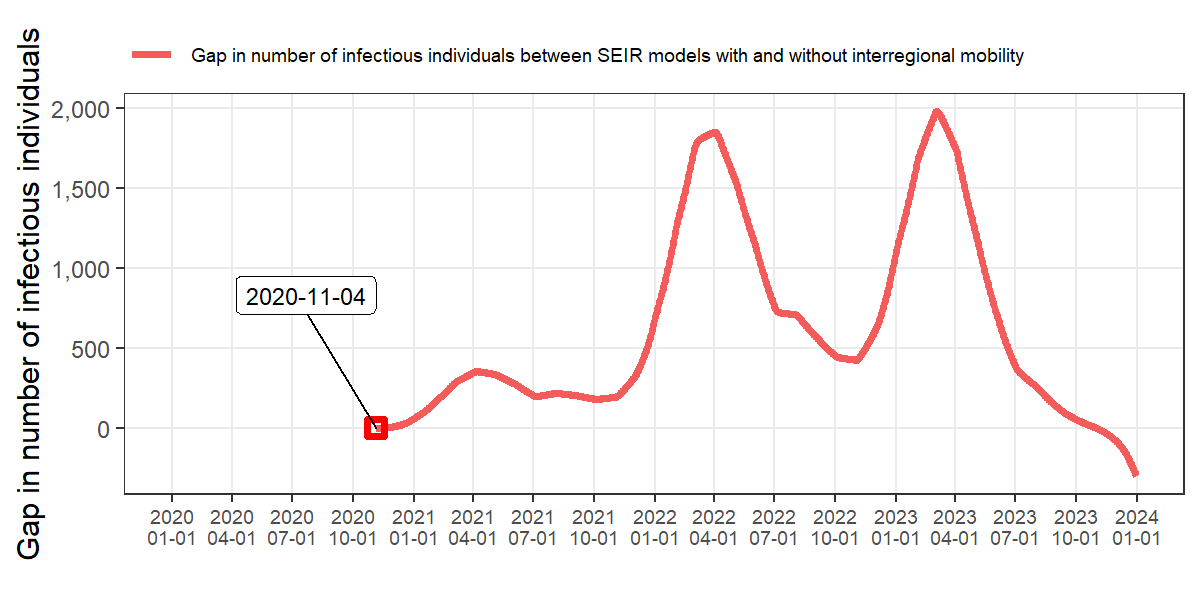 Gap in number of infectious individuals between SEIR models with and without interregional mobility
Gap in number of infectious individuals
2,000
1,500
1,000
500
0
2020-11-04
2020 2020 2020 2020 2021 2021 2021 2021 2022 2022 2022 2022 2023 2023 2023 2023 2024
01-01 04-01 07-01 10-01 01-01 04-01 07-01 10-01 01-01 04-01 07-01 10-01 01-01 04-01 07-01 10-01 01-01